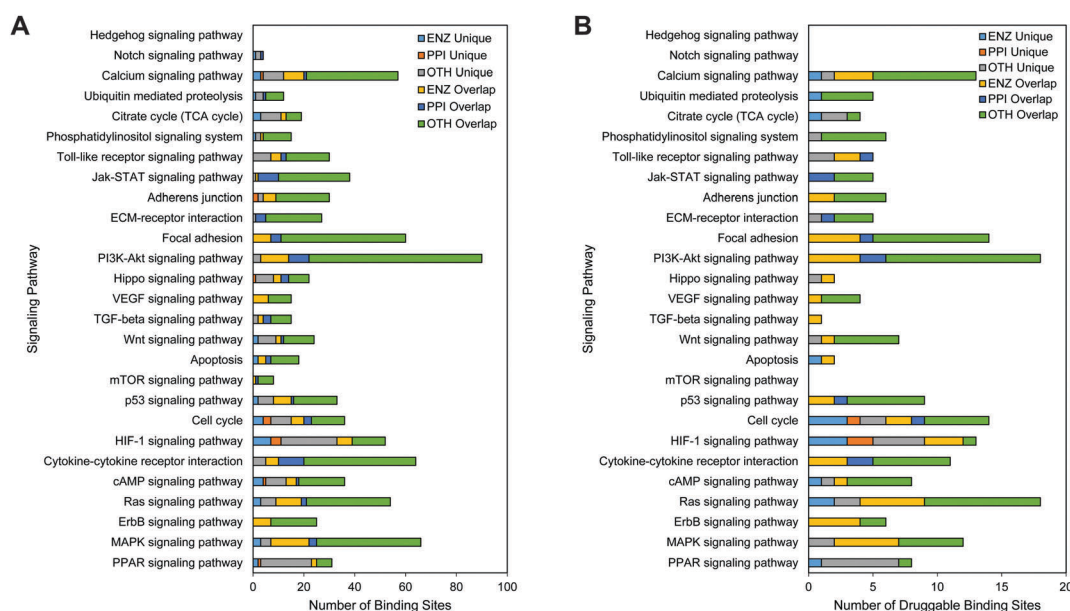 A
Signaling Pathway
Hedgehog signaling pathway
Notch signaling pathway
Calcium signaling pathway
Ubiquitin mediated proteolysis
Citrate cycle (TCA cycle)
Phosphatidylinositol signaling system
Toll-like receptor signaling pathway
Jak-STAT signaling pathway
Adherens junction
ECM-receptor interaction
Focal adhesion
PI3K-Akt signaling pathway
Hippo signaling pathway
VEGF signaling pathway
TGF-beta signaling pathway
Wnt signaling pathway
Apoptosis
mTOR signaling pathway
p53 signaling pathway
Cell cycle
HIF-1 signaling pathway
Cytokine-cytokine receptor interaction
cAMP signaling pathway
Ras signaling pathway
ErbB signaling pathway
MAPK signaling pathway
PPAR signaling pathway
ENZ Unique
PPI Unique
OTH Unique
ENZ Overlap
PPI Overlap
OTH Overlap
0 20 40 60 80 100
Number of Binding Sites
B
Signaling Pathway
Hedgehog signaling pathway
Notch signaling pathway
Calcium signaling pathway
Ubiquitin mediated proteolysis
Citrate cycle (TCA cycle)
Phosphatidylinositol signaling system
Toll-like receptor signaling pathway
Jak-STAT signaling pathway
Adherens junction
ECM-receptor interaction
Focal adhesion
PI3K-Akt signaling pathway
Hippo signaling pathway
VEGF signaling pathway
TGF-beta signaling pathway
Wnt signaling pathway
Apoptosis
mTOR signaling pathway
p53 signaling pathway
Cell cycle
HIF-1 signaling pathway
Cytokine-cytokine receptor interaction
cAMP signaling pathway
Ras signaling pathway
ErbB signaling pathway
MAPK signaling pathway
PPAR signaling pathway
ENZ Unique
PPI Unique
OTH Unique
ENZ Overlap
PPI Overlap
OTH Overlap
0 5 10 15 20
Number of Druggable Binding Sites